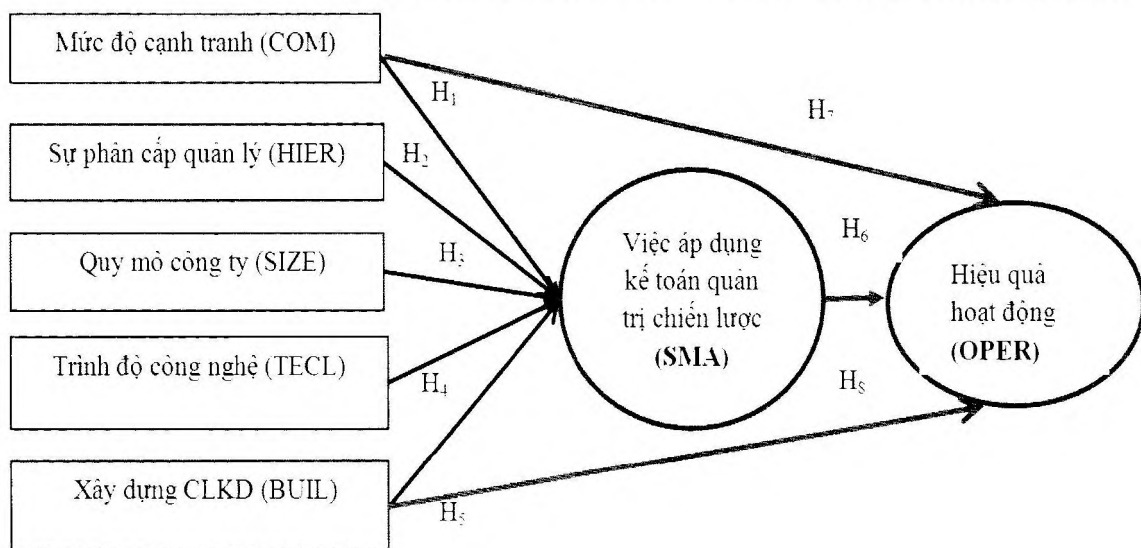 Mức độ cạnh tranh (COM)
H₁
H₇
Sự phân cấp quản lý (HIER)
H₂
Quy mô công ty (SIZE)
H₃
Việc áp dụng
kế toán quản
trị chiến lược
(SMA)
H₆
Hiệu quả
hoạt động
(OPER)
Trình độ công nghệ (TECL)
H₄
H₈
Xây dựng CLKD (BUIL)
H₅